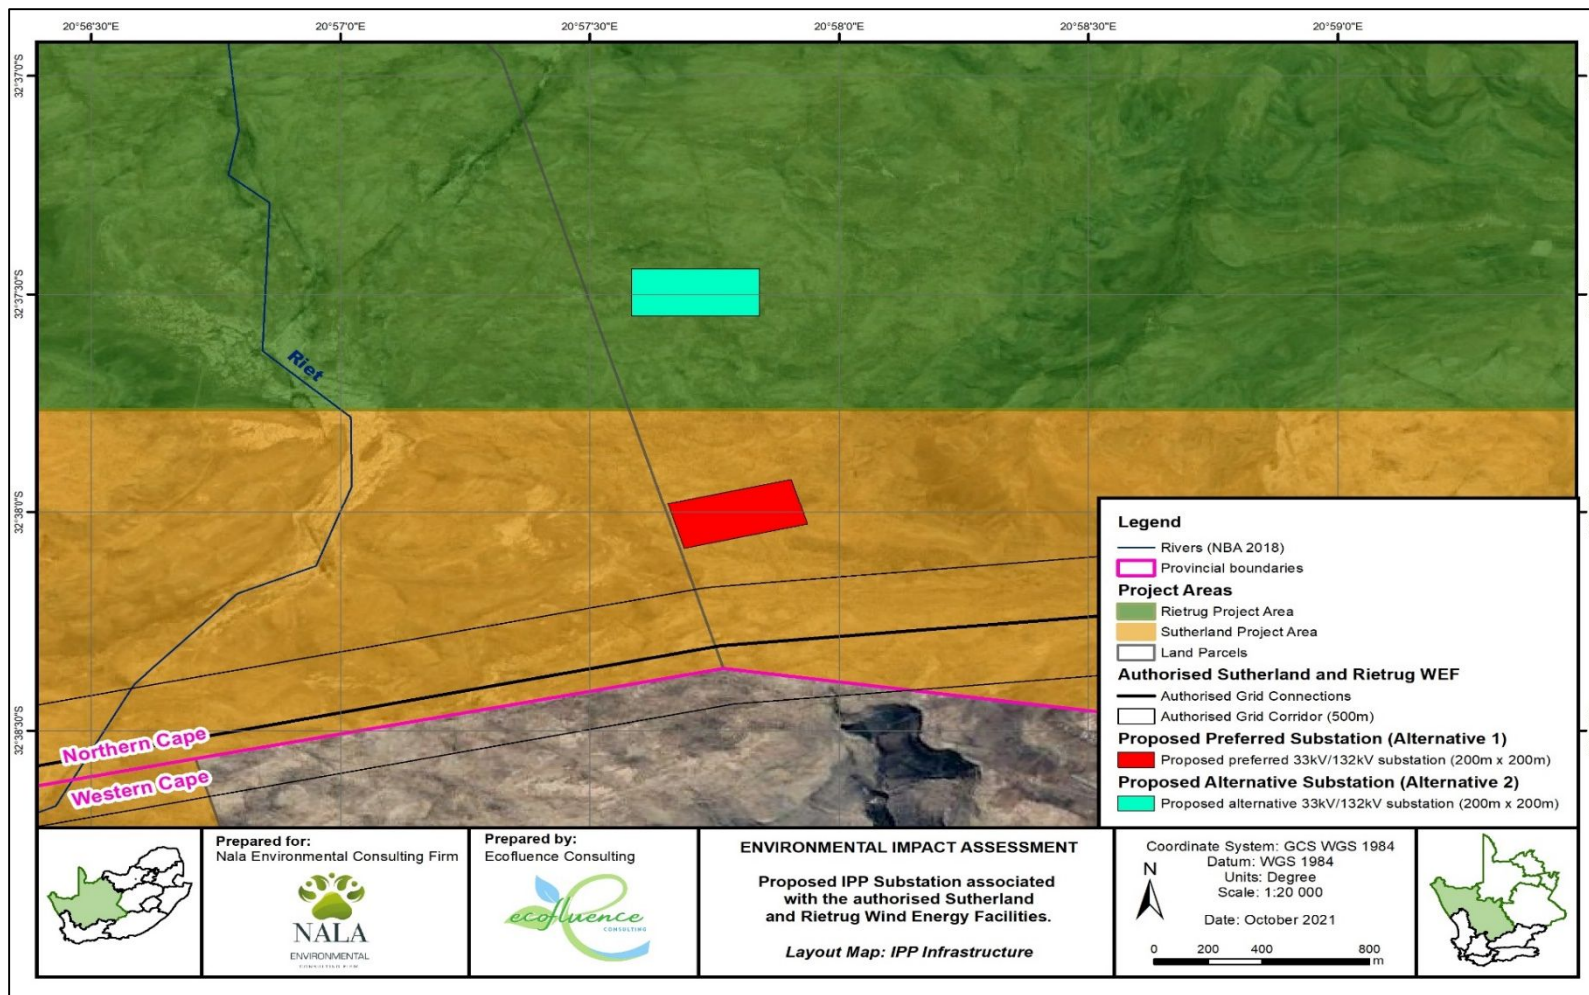 20°56'30"E
20°57'0"E
20°57'30"E
20°58'0"E
20°58'30"E
20°59'0"E
32°37'0"S
32°37'30"S
32°38'0"S
32°38'30"S
Riet
Northern Cape
Western Cape
Legend
Rivers (NBA 2018)
Provincial boundaries
Project Areas
Rietrug Project Area
Sutherland Project Area
Land Parcels
Authorised Sutherland and Rietrug WEF
Authorised Grid Connections
Authorised Grid Corridor (500m)
Proposed Preferred Substation (Alternative 1)
Proposed preferred 33kV/132kV substation (200m x 200m)
Proposed Alternative Substation (Alternative 2)
Proposed alternative 33kV/132kV substation (200m x 200m)
Prepared for:
Nala Environmental Consulting Firm
NALA
ENVIRONMENTAL
CONSULTING FIRM
Prepared by:
Ecofluence Consulting
ecofluence
CONSULTING
ENVIRONMENTAL IMPACT ASSESSMENT
Proposed IPP Substation associated
with the authorised Sutherland
and Rietrug Wind Energy Facilities.
Layout Map: IPP Infrastructure
Coordinate System: GCS WGS 1984
Datum: WGS 1984
Units: Degree
Scale: 1:20 000
Date: October 2021
N
0 200 400 800
m